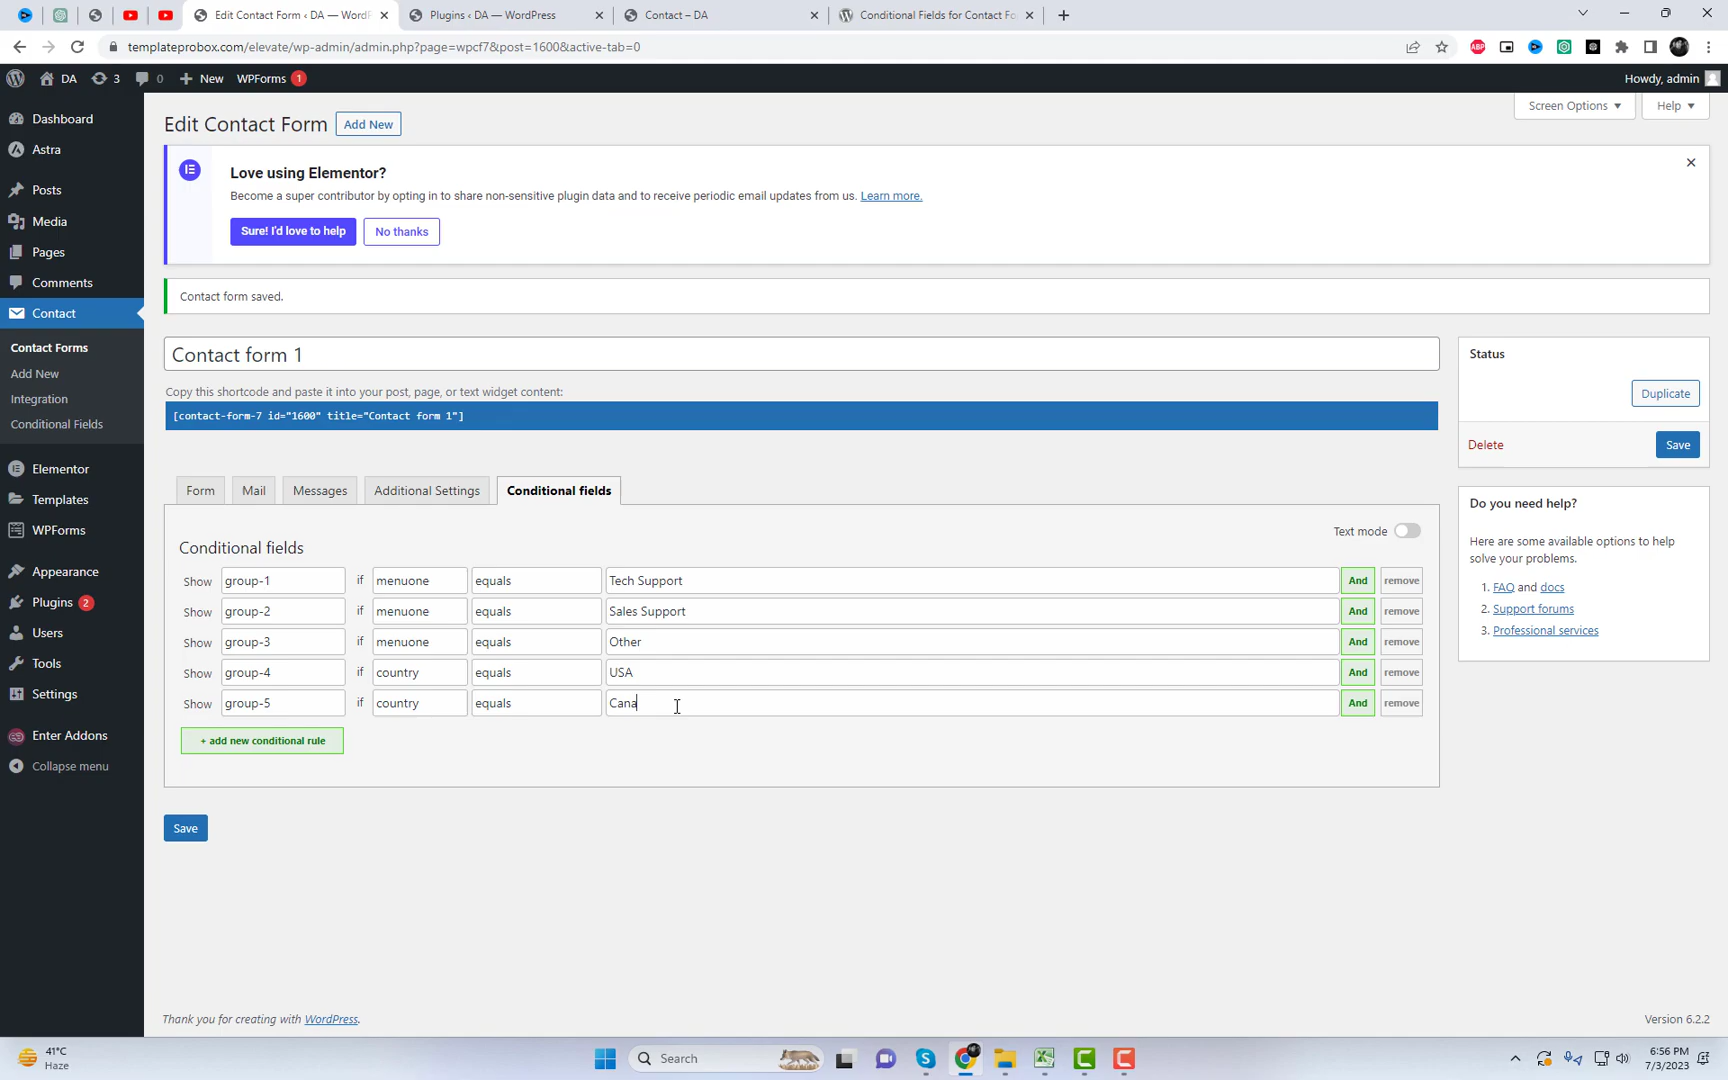 Edit Contact Form ‹ DA — WordP
Plugins ‹ DA — WordPress
Contact – DA
Conditional Fields for Contact Fo
templateprobox.com/elevate/wp-admin/admin.php?page=wpcf7&post=1600&active-tab=0
ABP
DA
3
0
New
WPForms 1
Howdy, admin
Screen Options
Help
Dashboard
Astra
Posts
Media
Pages
Comments
Contact
Contact Forms
Add New
Integration
Conditional Fields
Elementor
Templates
WPForms
Appearance
Plugins 2
Users
Tools
Settings
Enter Addons
Collapse menu
Edit Contact Form
Add New
Love using Elementor?
Become a super contributor by opting in to share non-sensitive plugin data and to receive periodic email updates from us. Learn more.
Sure! I'd love to help
No thanks
Contact form saved.
Contact form 1
Copy this shortcode and paste it into your post, page, or text widget content:
[contact-form-7 id="1600" title="Contact form 1"]
Form
Mail
Messages
Additional Settings
Conditional fields
Text mode
Conditional fields
Show group-1 if menuone equals Tech Support And remove
Show group-2 if menuone equals Sales Support And remove
Show group-3 if menuone equals Other And remove
Show group-4 if country equals USA And remove
Show group-5 if country equals Cana And remove
+ add new conditional rule
Save
Status
Duplicate
Delete
Save
Do you need help?
Here are some available options to help
solve your problems.
1. FAQ and docs
2. Support forums
3. Professional services
Thank you for creating with WordPress.
Version 6.2.2
41°C
Haze
Search
6:56 PM
7/3/2023